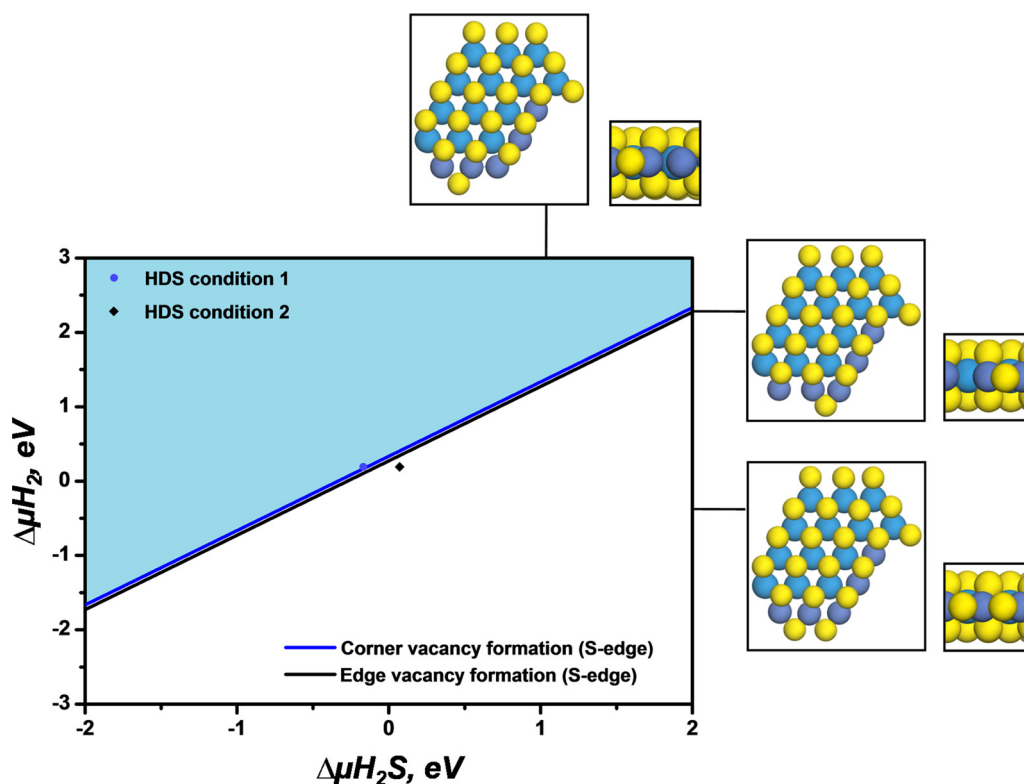 HDS condition 1
HDS condition 2
3
2
1
0
-1
-2
-3
ΔμH₂, eV
Corner vacancy formation (S-edge)
Edge vacancy formation (S-edge)
-2
-1
0
1
2
ΔμH₂S, eV